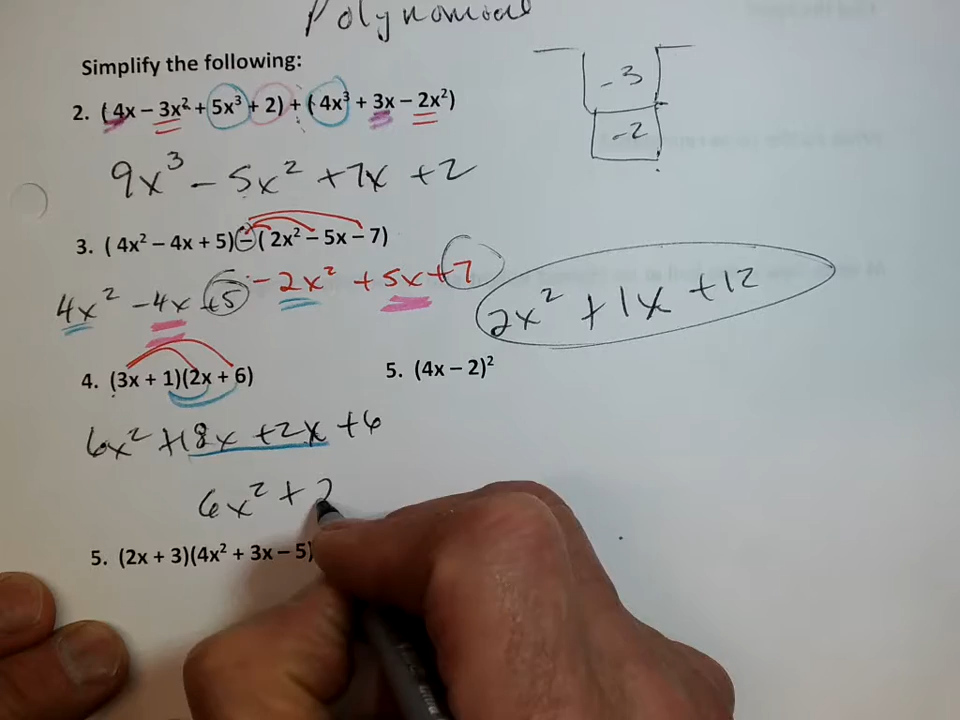 Polynomial
Simplify the following:
2. (4x − 3x² + 5x³ + 2) + (4x³ + 3x − 2x²)
-3
-2
9x³ - 5x² + 7x + 2
3. (4x² − 4x + 5) − (2x² − 5x − 7)
4x² - 4x + 5 - 2x² + 5x + 7
2x² + 1x + 12
4. (3x + 1)(2x + 6)
5. (4x − 2)²
6x² + 18x + 2x + 6
6x² + 2
5. (2x + 3)(4x² + 3x − 5)